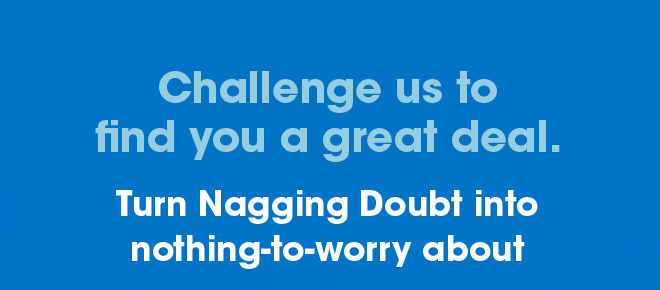 Challenge us to
find you a great deal.
Turn Nagging Doubt into
nothing-to-worry about